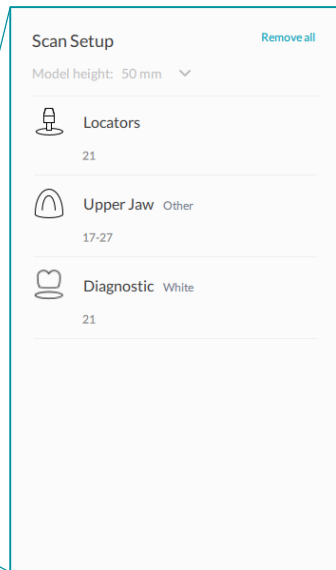 Scan Setup Remove all
Model height: 50 mm
Locators
21
Upper Jaw Other
17-27
Diagnostic White
21